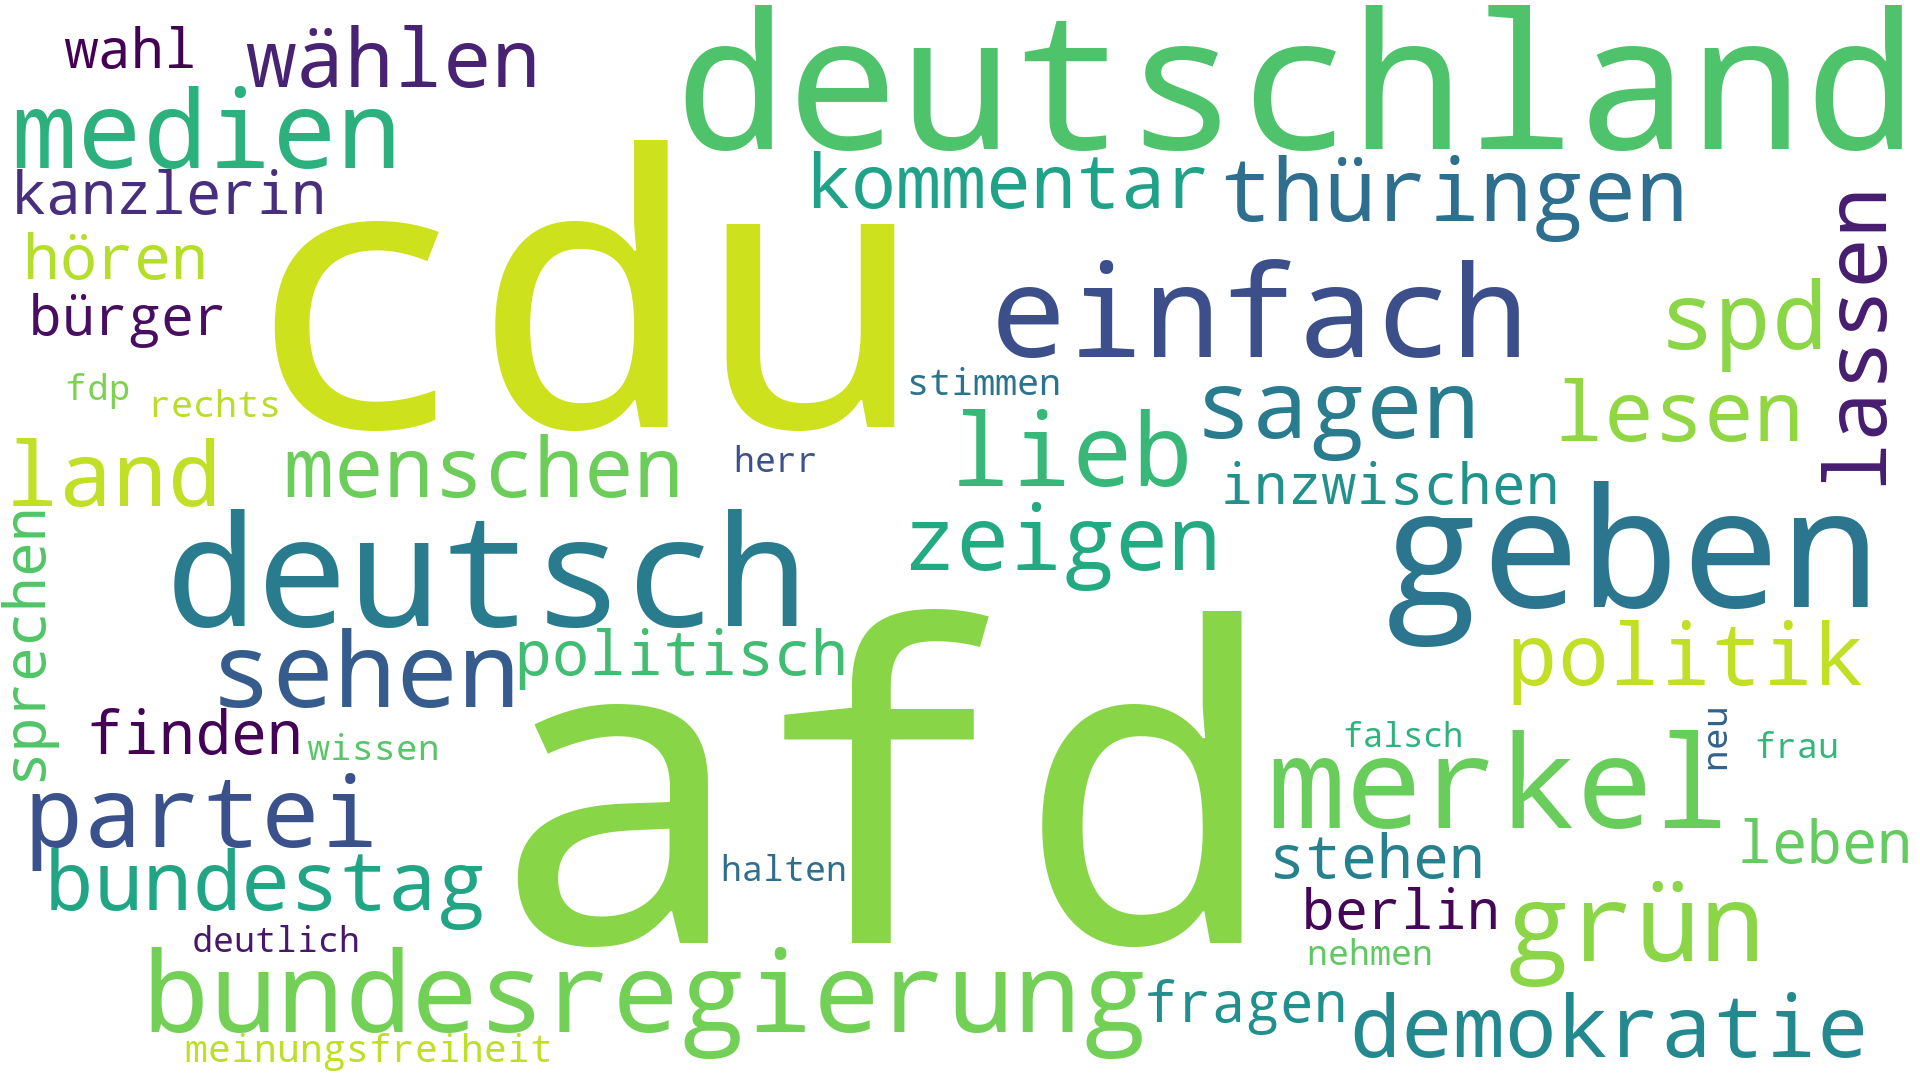 wahl
wählen
deutschland
medien
kommentar
thüringen
kanzlerin
cdu
lassen
hören
einfach
spd
bürger
fdp
rechts
stimmen
sagen
lesen
land
menschen
herr
lieb
inzwischen
sprechen
deutsch
zeigen
geben
sehen
politisch
politik
finden
wissen
afd
falsch
neu
frau
merkel
partei
bundestag
halten
stehen
leben
berlin
grün
deutlich
nehmen
bundesregierung
fragen
demokratie
meinungsfreiheit